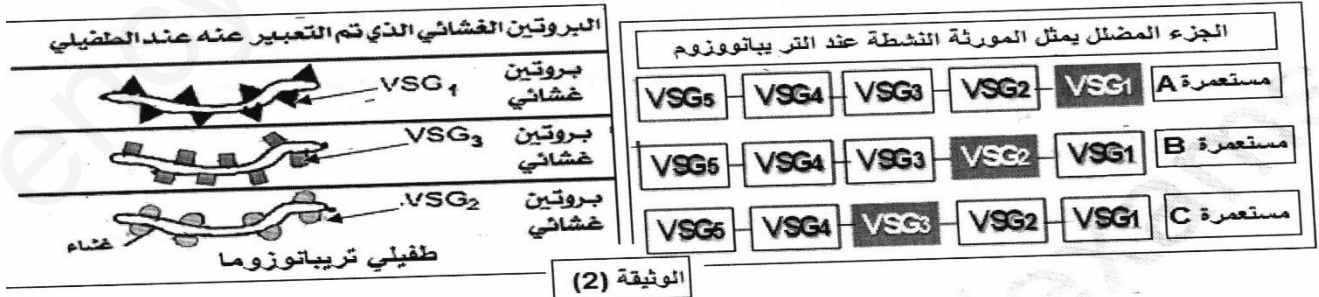 الجزء المضلل يمثل المورثة النشطة عند التر يبانووزوم
مستعمرة A VSG1 VSG2 VSG3 VSG4 VSG5
مستعمرة B VSG1 VSG2 VSG3 VSG4 VSG5
مستعمرة C VSG1 VSG2 VSG3 VSG4 VSG5
البروتين الغشائي الذي تم التعبير عنه عند الطفيلي
بروتين
غشائي
VSG1
بروتين
غشائي
VSG3
بروتين
غشائي
VSG2
غشاء
طفيلي تريبانوزوما
الوثيقة (2)